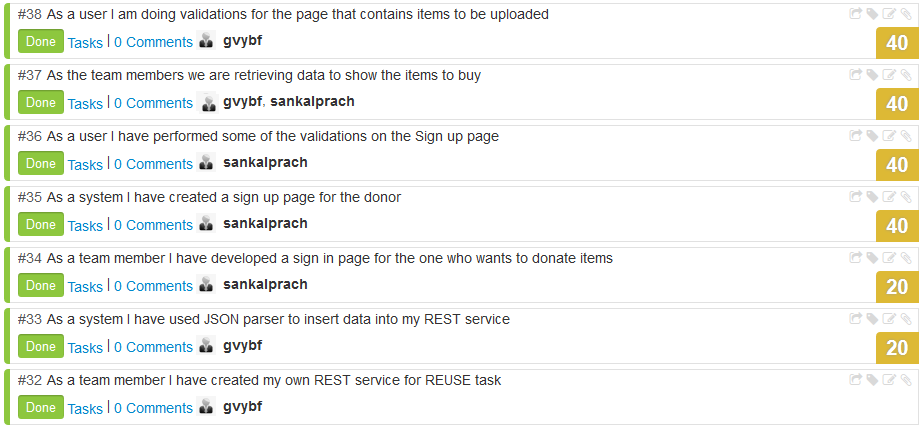 #38 As a user I am doing validations for the page that contains items to be uploaded
Done Tasks | 0 Comments gvybf 40
#37 As the team members we are retrieving data to show the items to buy
Done Tasks | 0 Comments gvybf, sankalprach 40
#36 As a user I have performed some of the validations on the Sign up page
Done Tasks | 0 Comments sankalprach 40
#35 As a system I have created a sign up page for the donor
Done Tasks | 0 Comments sankalprach 40
#34 As a team member I have developed a sign in page for the one who wants to donate items
Done Tasks | 0 Comments sankalprach 20
#33 As a system I have used JSON parser to insert data into my REST service
Done Tasks | 0 Comments gvybf 20
#32 As a team member I have created my own REST service for REUSE task
Done Tasks | 0 Comments gvybf